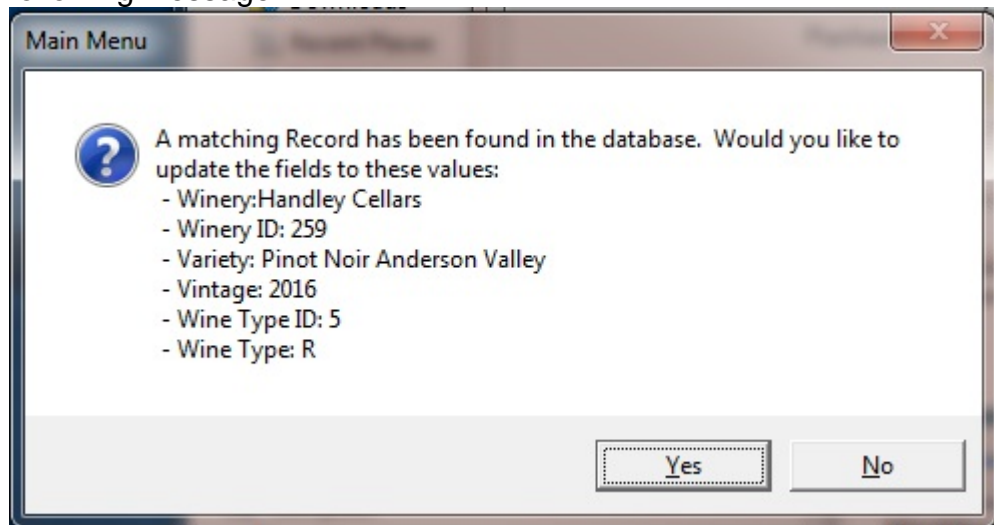 Main Menu
A matching Record has been found in the database.  Would you like to
update the fields to these values:
- Winery:Handley Cellars
- Winery ID: 259
- Variety: Pinot Noir Anderson Valley
- Vintage: 2016
- Wine Type ID: 5
- Wine Type: R
Yes
No